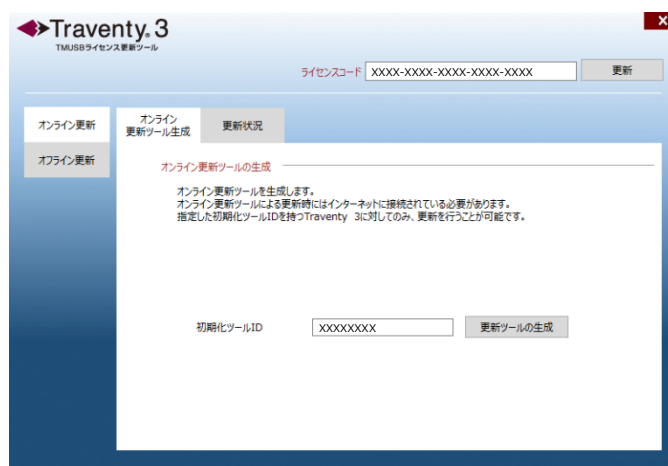 Traventy. 3
TMUSBライセンス更新ツール
ライセンスコード XXXX-XXXX-XXXX-XXXX-XXXX 更新
オンライン更新
オフライン更新
オンライン
更新ツール生成
更新状況
オンライン更新ツールの生成
オンライン更新ツールを生成します。
オンライン更新ツールによる更新時にはインターネットに接続されている必要があります。
指定した初期化ツールIDを持つTraventy 3に対してのみ、更新を行うことが可能です。
初期化ツールID XXXXXXXX 更新ツールの生成